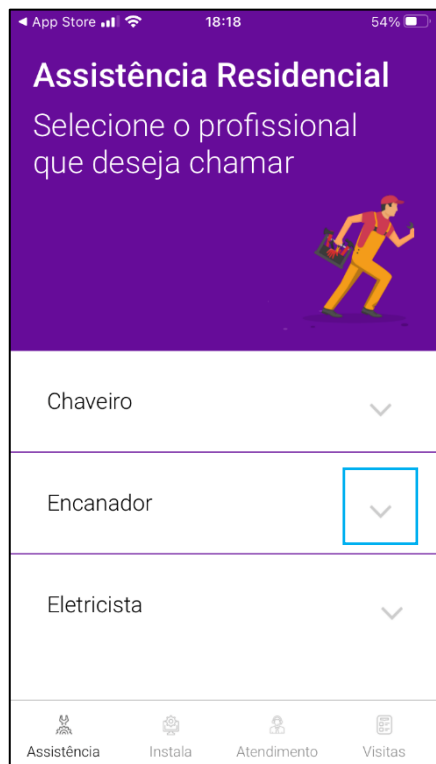 App Store 18:18 54%
Assistência Residencial
Selecione o profissional
que deseja chamar
Chaveiro
Encanador
Eletricista
Assistência Instala Atendimento Visitas